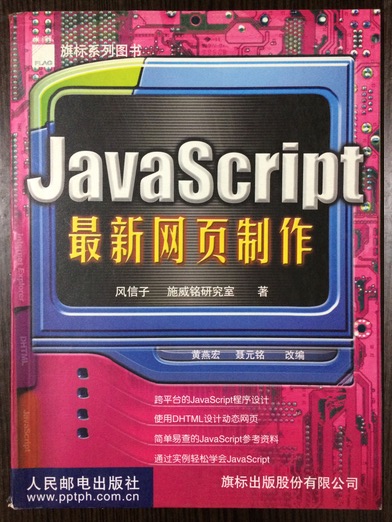 旗标系列图书
JavaScript
最新网页制作
风信子 施威铭研究室 著
黄燕宏 聂元铭 改编
跨平台的JavaScript程序设计
使用DHTML设计动态网页
简单易查的JavaScript参考资料
通过实例轻松学会JavaScript
Internet Explorer
DHTML
JavaScript
人民邮电出版社
www.pptph.com.cn
旗标出版股份有限公司